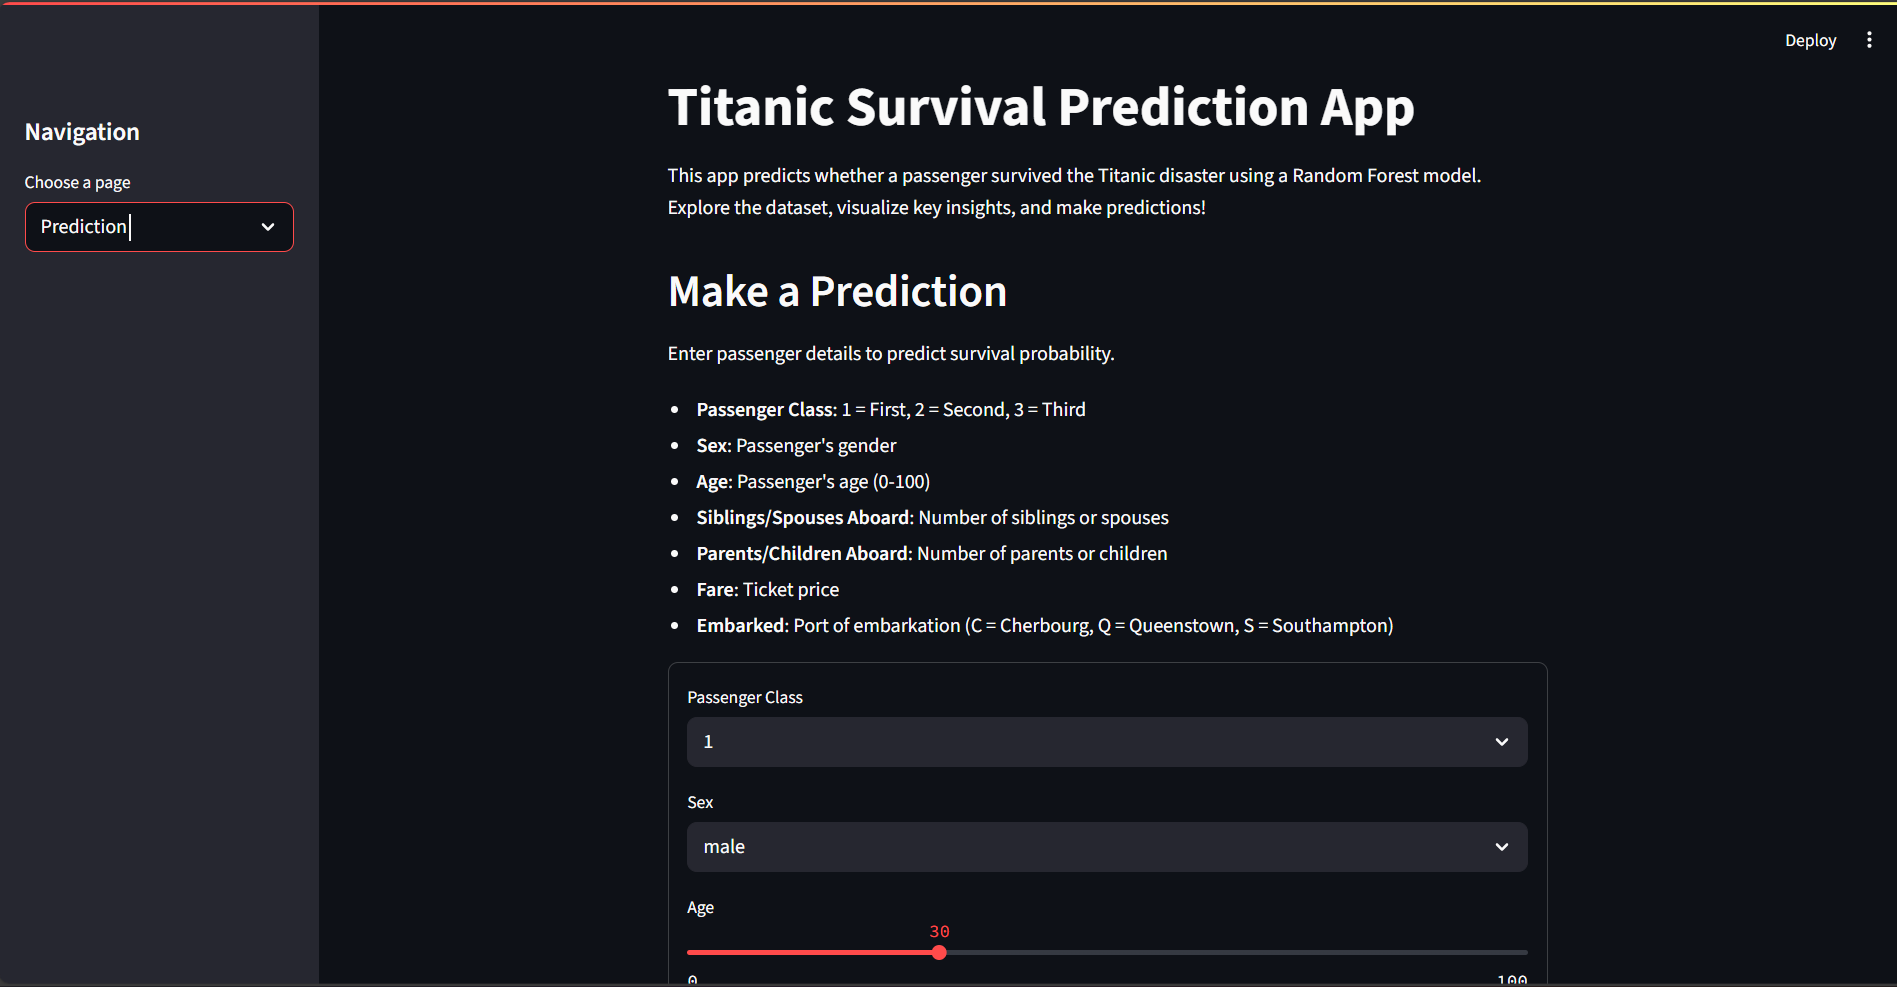 Deploy
Navigation
Choose a page
Prediction
Titanic Survival Prediction App
This app predicts whether a passenger survived the Titanic disaster using a Random Forest model.
Explore the dataset, visualize key insights, and make predictions!
Make a Prediction
Enter passenger details to predict survival probability.
Passenger Class: 1 = First, 2 = Second, 3 = Third
Sex: Passenger's gender
Age: Passenger's age (0-100)
Siblings/Spouses Aboard: Number of siblings or spouses
Parents/Children Aboard: Number of parents or children
Fare: Ticket price
Embarked: Port of embarkation (C = Cherbourg, Q = Queenstown, S = Southampton)
Passenger Class
1
Sex
male
Age
30
0 100